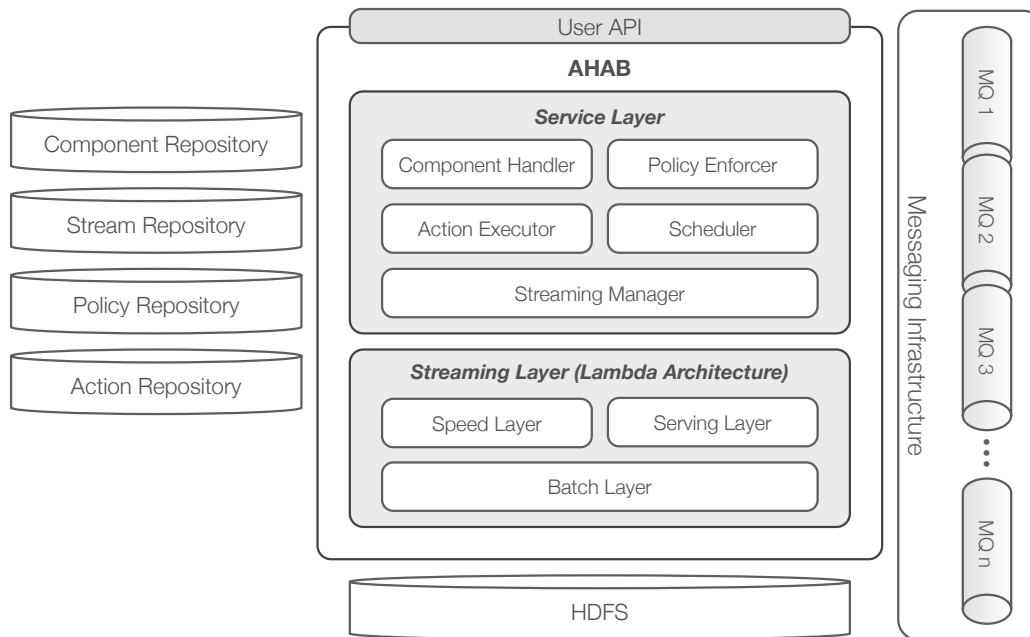 User API
AHAB
Component Repository
Stream Repository
Policy Repository
Action Repository
Service Layer
Component Handler
Policy Enforcer
Action Executor
Scheduler
Streaming Manager
Streaming Layer (Lambda Architecture)
Speed Layer
Serving Layer
Batch Layer
HDFS
Messaging Infrastructure
MQ 1
MQ 2
MQ 3
MQ n